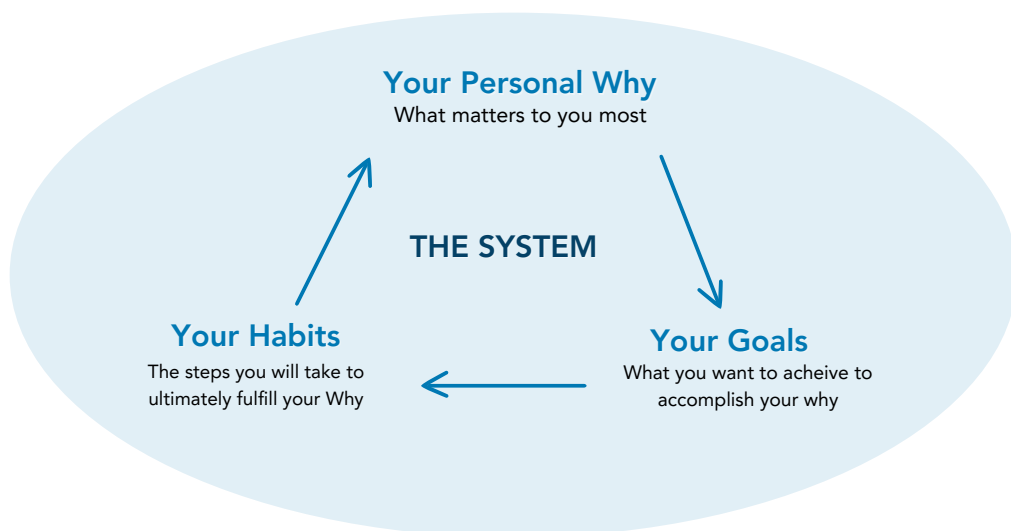 Your Personal Why
What matters to you most
THE SYSTEM
Your Habits
The steps you will take to
ultimately fulfill your Why
Your Goals
What you want to acheive to
accomplish your why